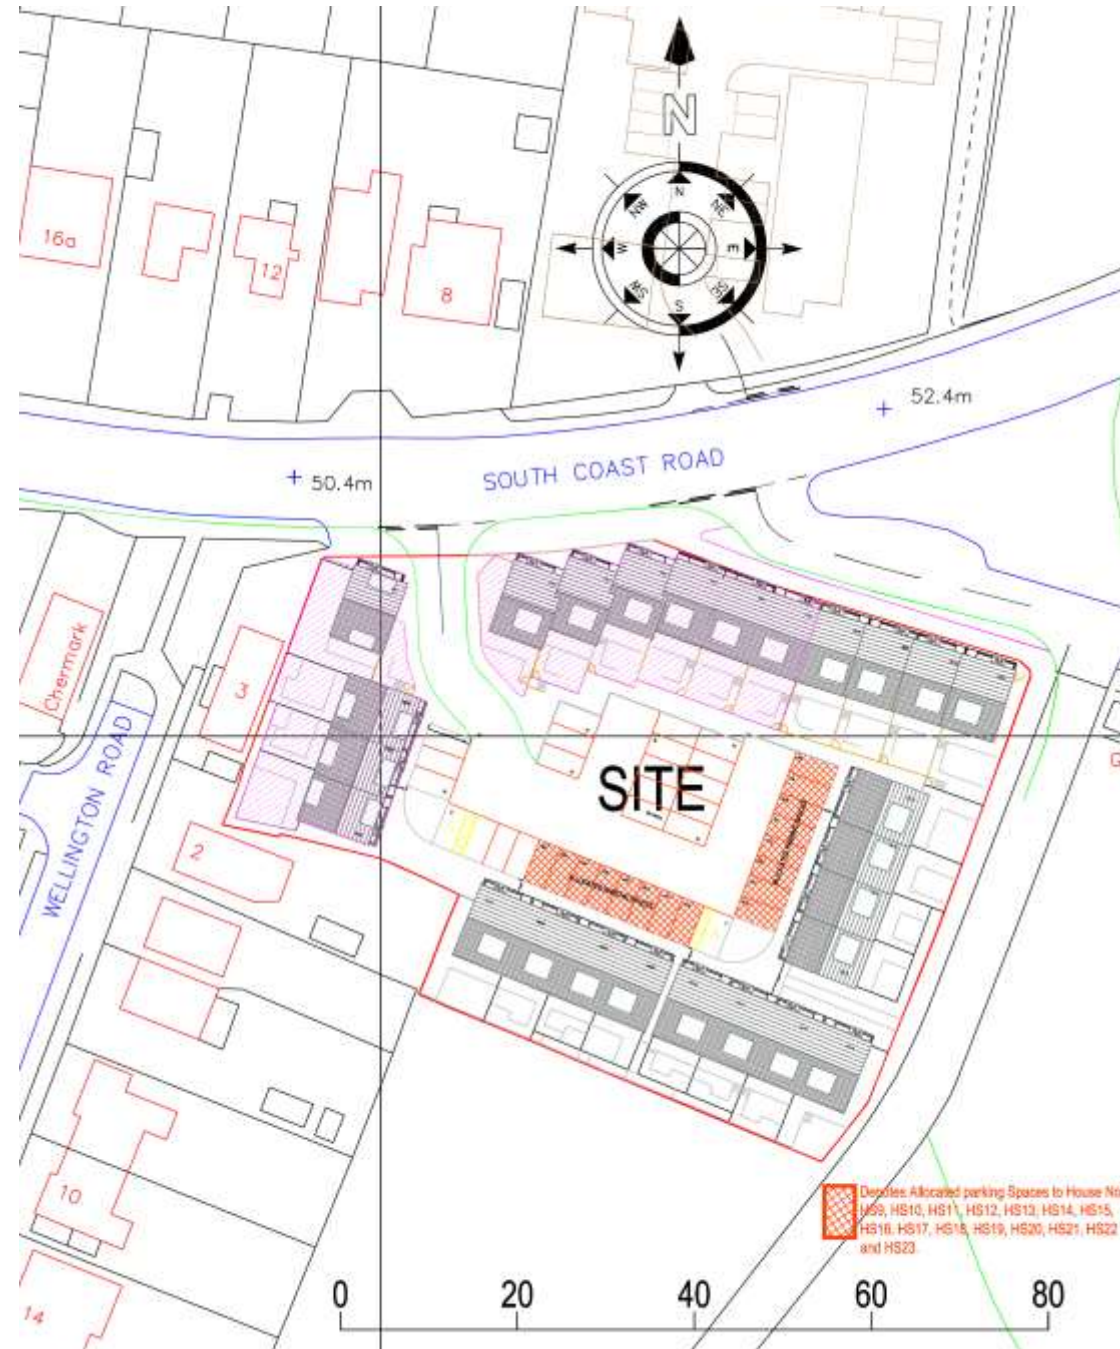 N
N
NE
E
SE
S
SW
W
NW
16a
12
8
52.4m
SOUTH COAST ROAD
50.4m
Chermark
3
WELLINGTON ROAD
SITE
G
2
10
14
Denotes Allocated parking Spaces to House No
HS9, HS10, HS11, HS12, HS13, HS14, HS15,
HS16, HS17, HS18, HS19, HS20, HS21, HS22
and HS23.
0 20 40 60 80